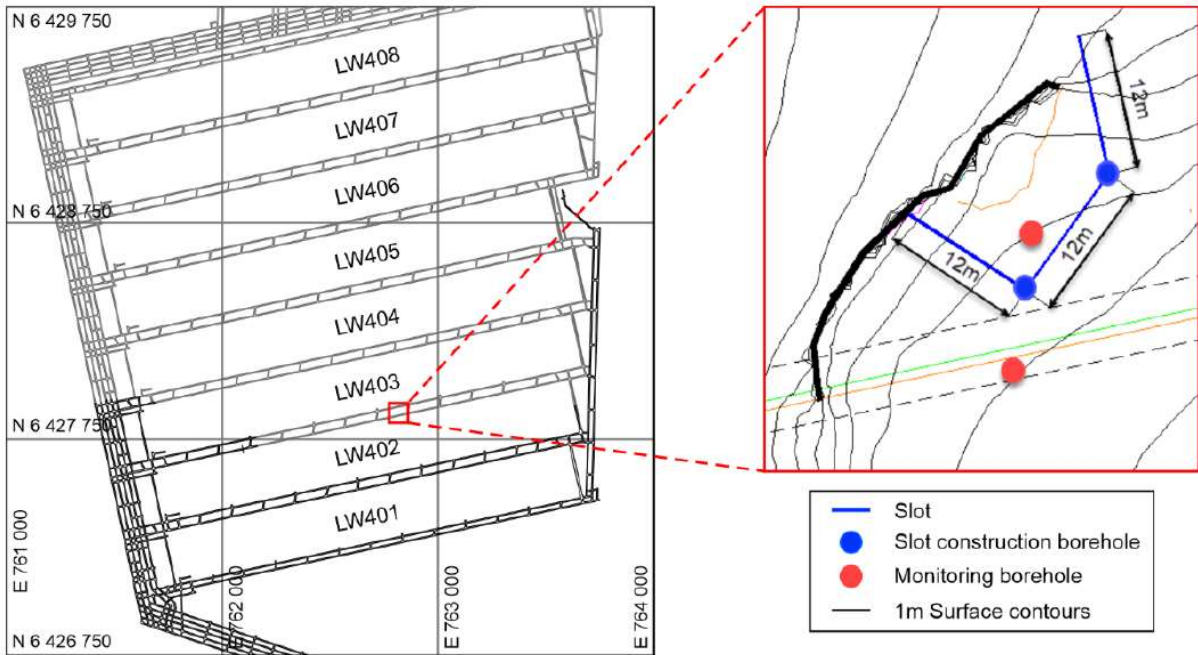 N 6 429 750
LW408
LW407
LW406
N 6 428 750
LW405
LW404
LW403
N 6 427 750
LW402
LW401
E 761 000
E 762 000
E 763 000
E 764 000
N 6 426 750
12m
12m
12m
Slot
Slot construction borehole
Monitoring borehole
1m Surface contours